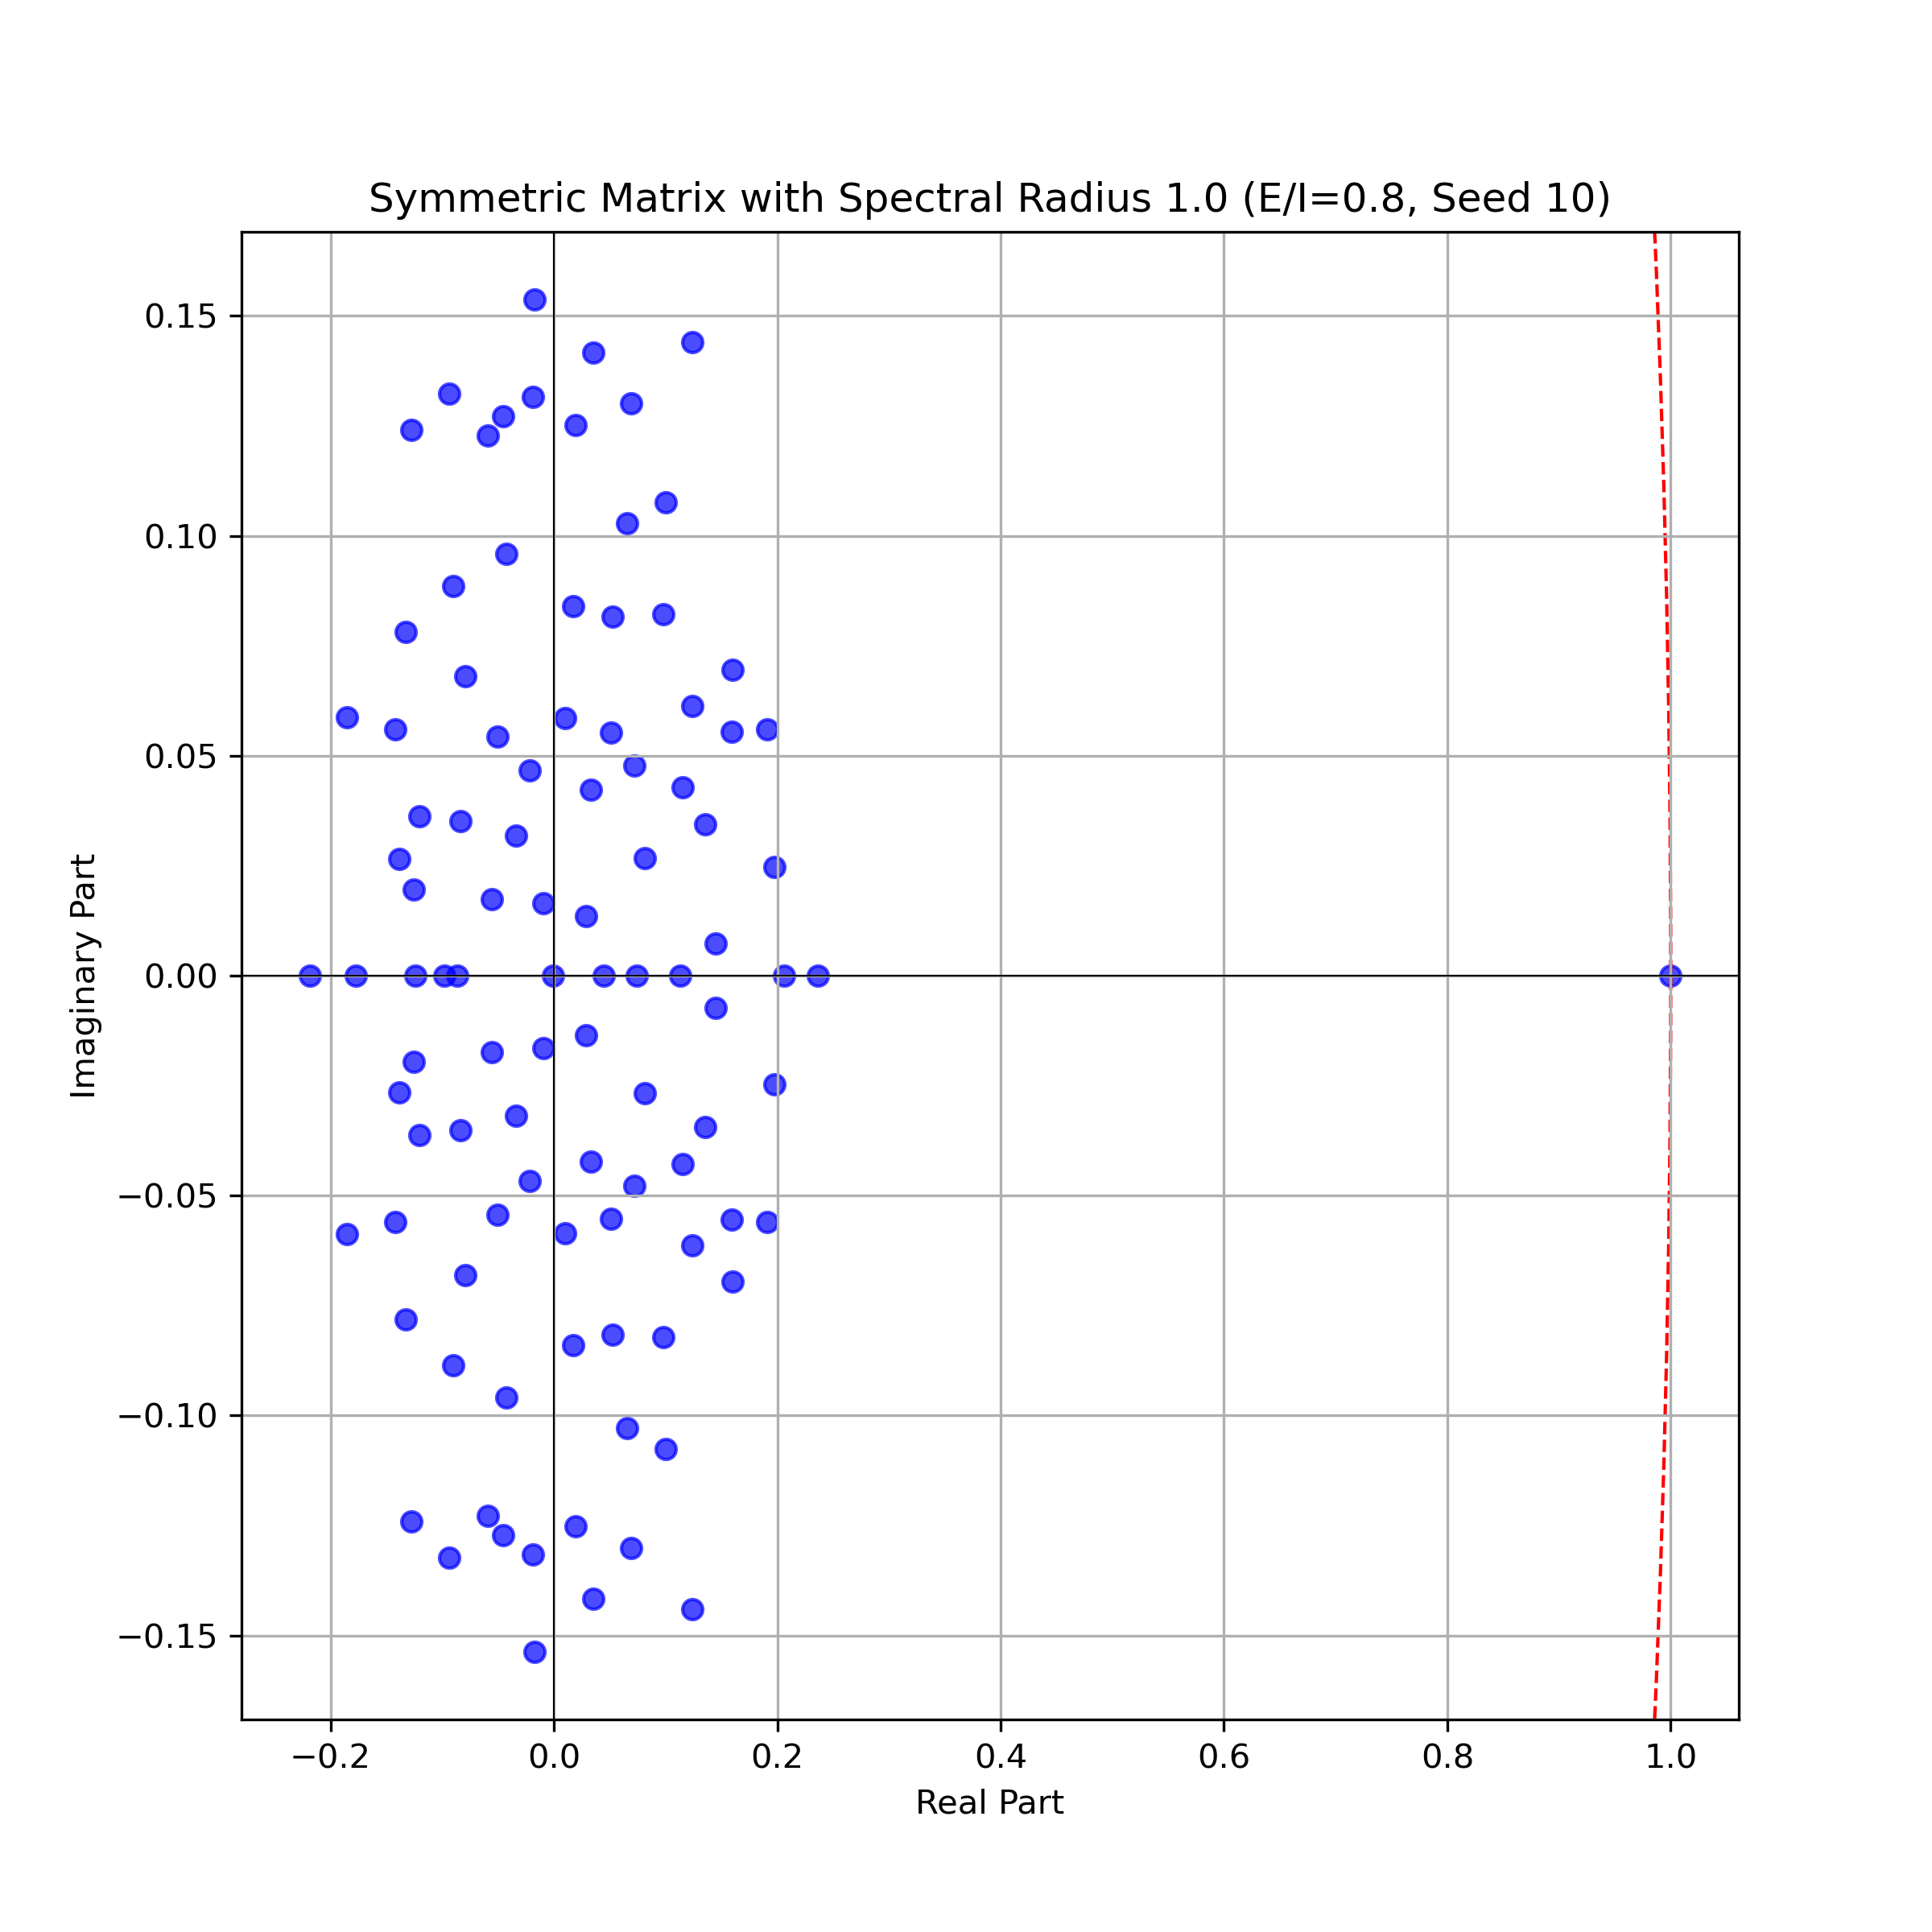 Symmetric Matrix with Spectral Radius 1.0 (E/I=0.8, Seed 10)
0.15
0.10
0.05
0.00
−0.05
−0.10
−0.15
Imaginary Part
−0.2 0.0 0.2 0.4 0.6 0.8 1.0
Real Part